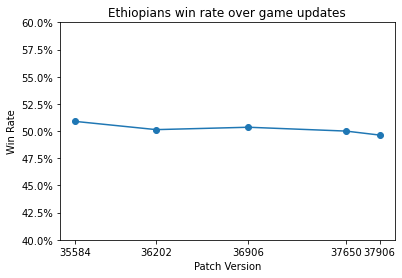 Ethiopians win rate over game updates
60.0%
57.5%
55.0%
52.5%
50.0%
47.5%
45.0%
42.5%
40.0%
Win Rate
35584 36202 36906 37650 37906
Patch Version